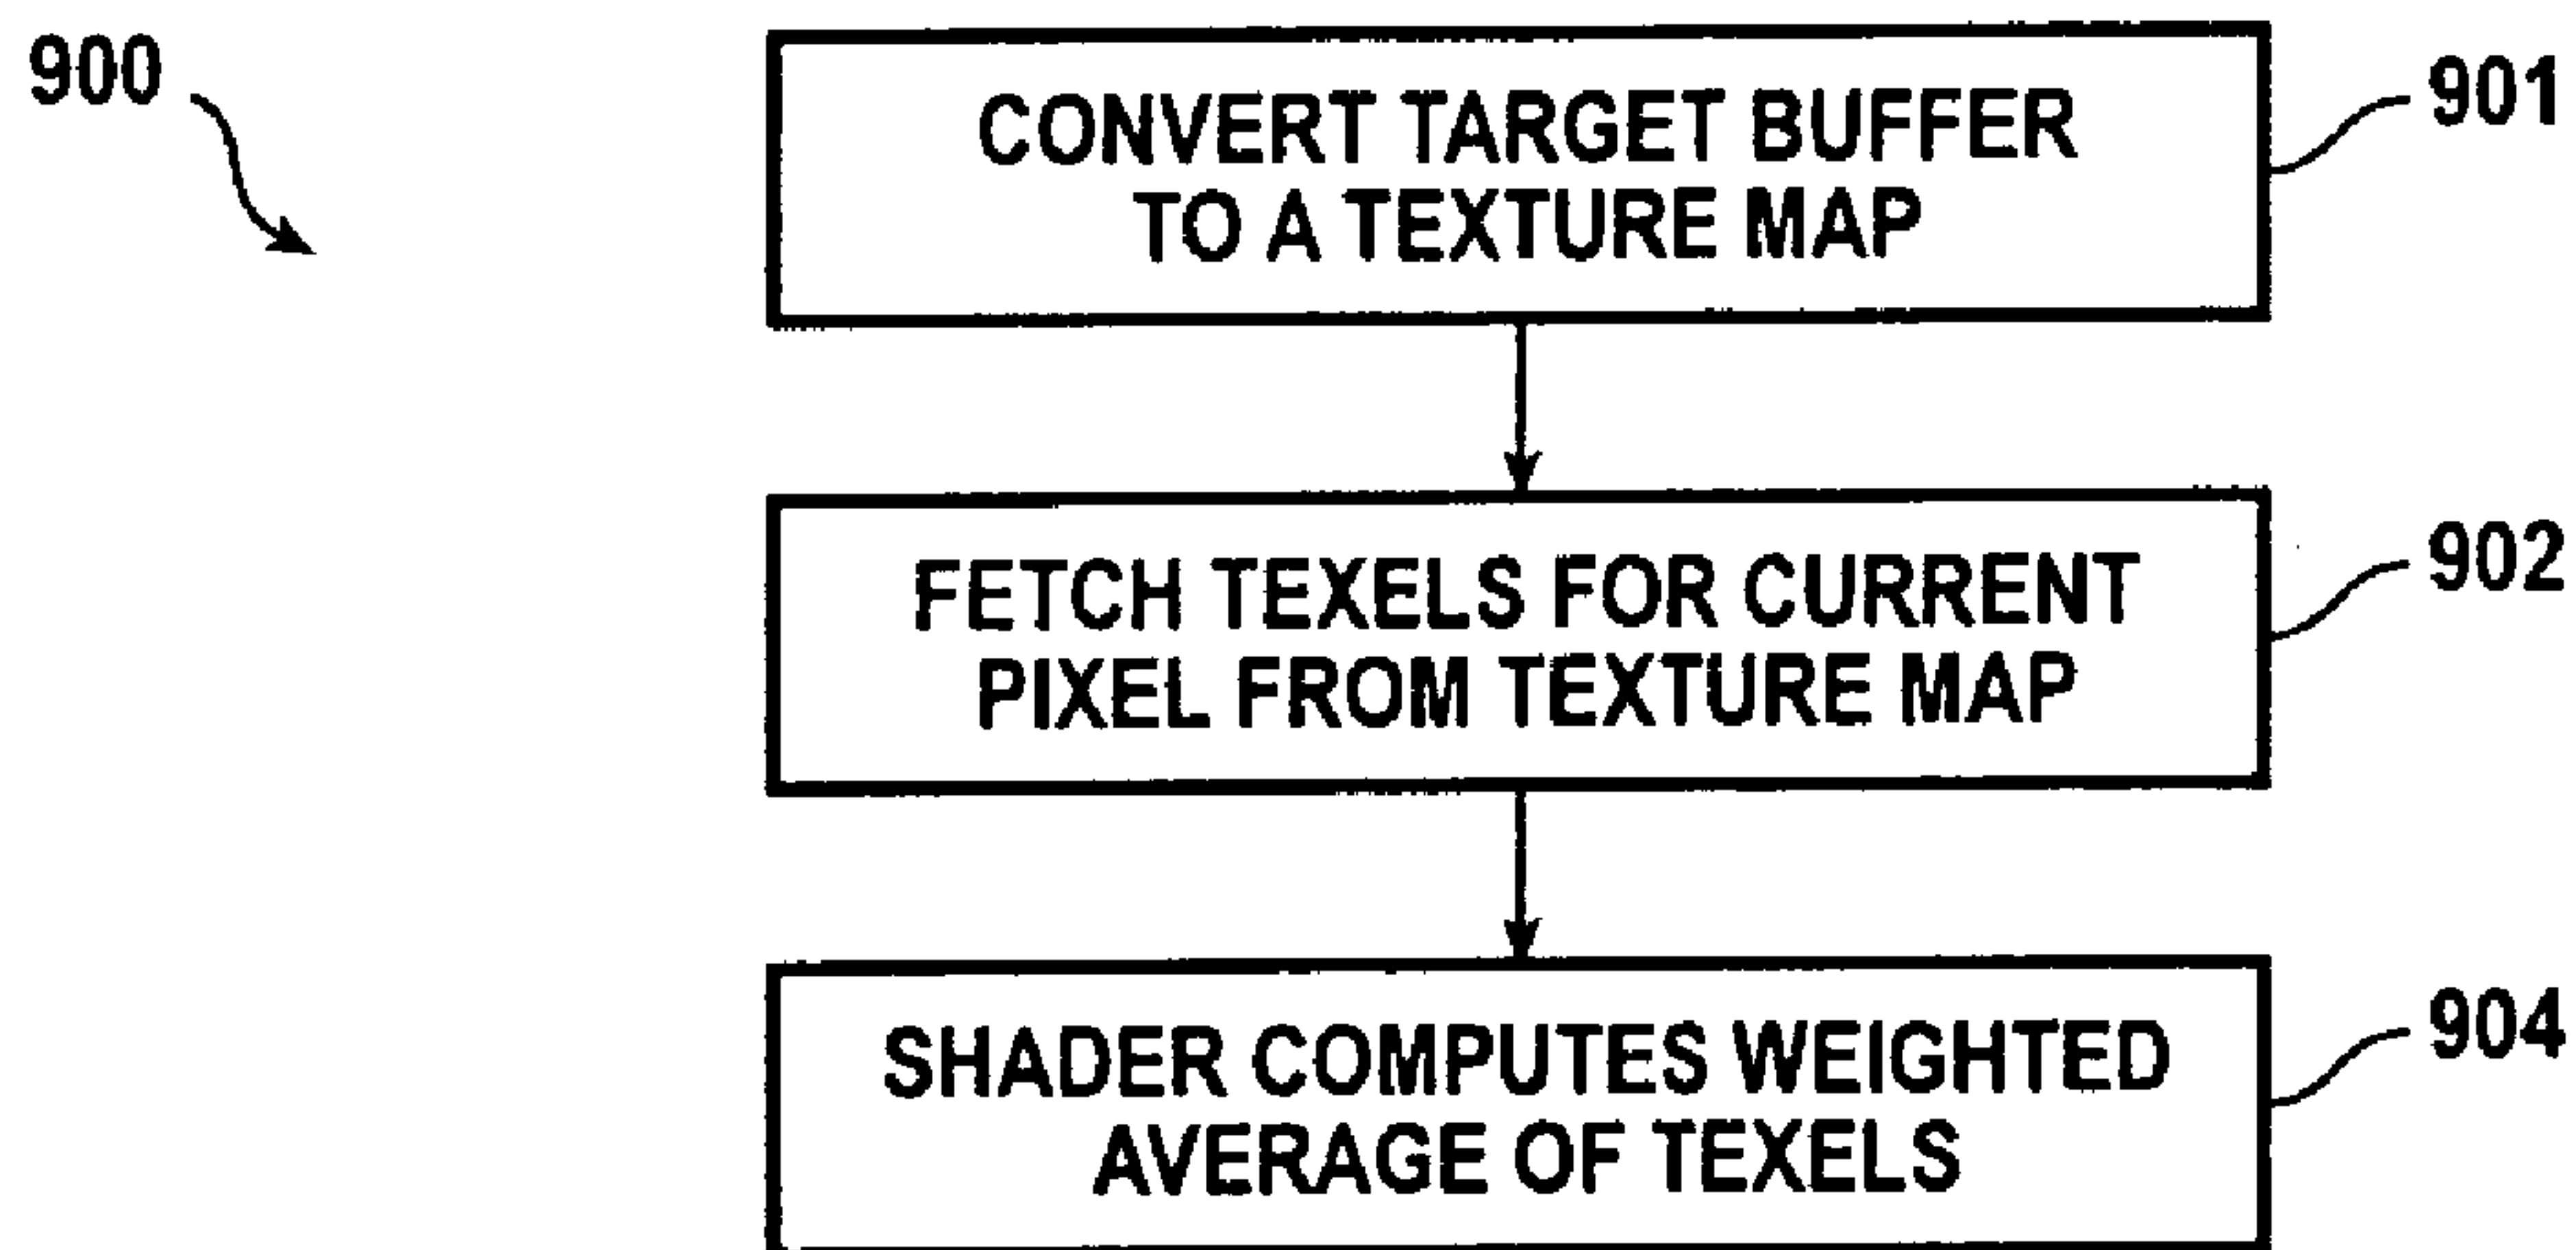 900
CONVERT TARGET BUFFER
TO A TEXTURE MAP
901
FETCH TEXELS FOR CURRENT
PIXEL FROM TEXTURE MAP
902
SHADER COMPUTES WEIGHTED
AVERAGE OF TEXELS
904